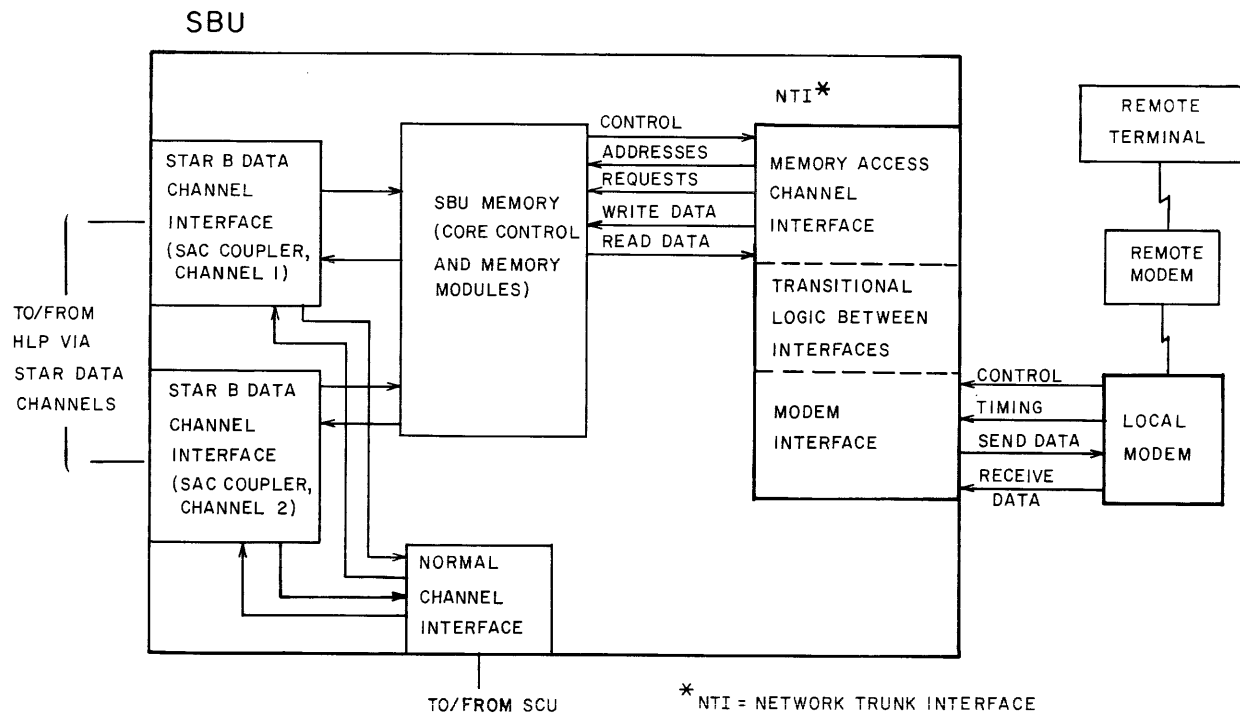 SBU
NTI*
STAR B DATA
CHANNEL
INTERFACE
(SAC COUPLER,
CHANNEL 1)
SBU MEMORY
(CORE CONTROL
AND MEMORY
MODULES)
CONTROL
ADDRESSES
REQUESTS
WRITE DATA
READ DATA
MEMORY ACCESS
CHANNEL
INTERFACE
TRANSITIONAL
LOGIC BETWEEN
INTERFACES
MODEM
INTERFACE
REMOTE
TERMINAL
REMOTE
MODEM
CONTROL
TIMING
SEND DATA
RECEIVE
DATA
LOCAL
MODEM
TO/FROM
HLP VIA
STAR DATA
CHANNELS
STAR B DATA
CHANNEL
INTERFACE
(SAC COUPLER,
CHANNEL 2)
NORMAL
CHANNEL
INTERFACE
TO/FROM SCU
*NTI = NETWORK TRUNK INTERFACE